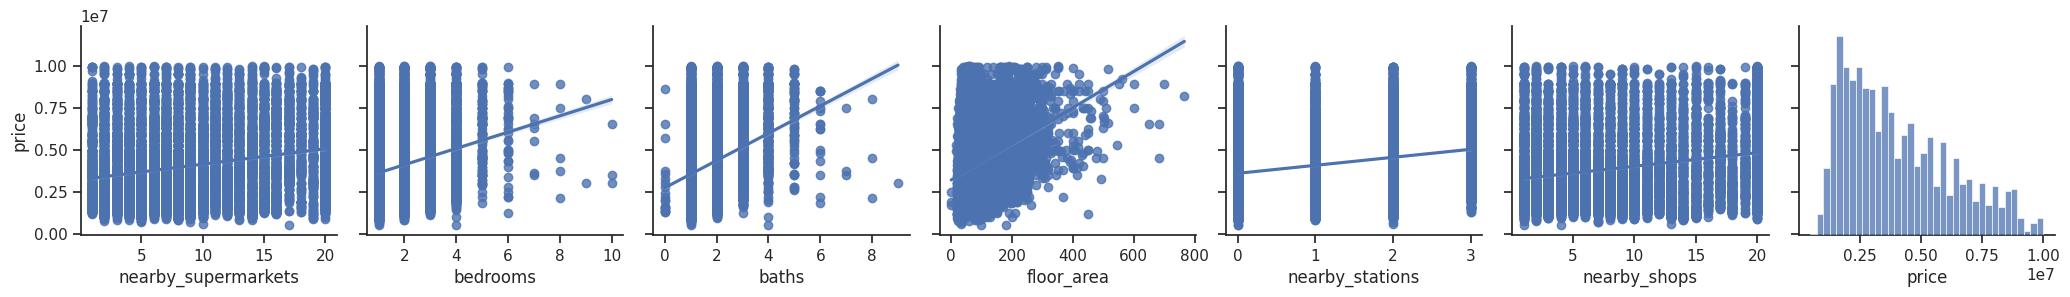 1e7
price
1.00
0.75
0.50
0.25
0.00
5 10 15 20
nearby_supermarkets
2 4 6 8 10
bedrooms
0 2 4 6 8
baths
0 200 400 600 800
floor_area
0 1 2 3
nearby_stations
5 10 15 20
nearby_shops
0.25 0.50 0.75 1.00
1e7
price